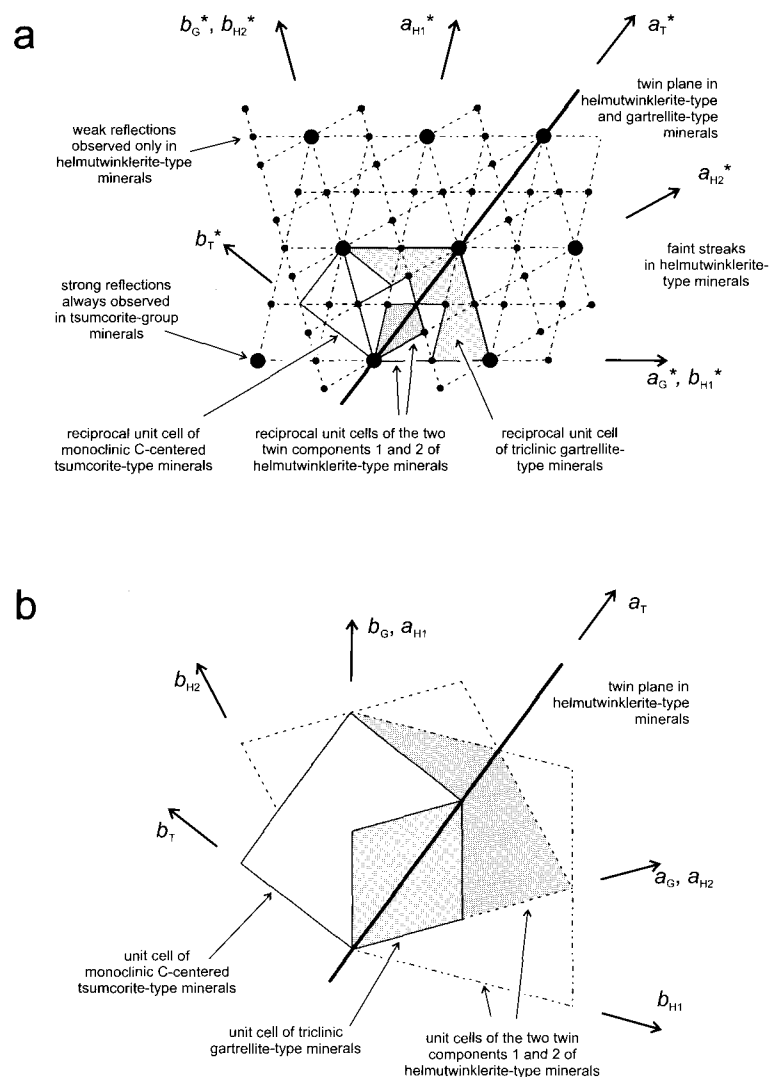 a
b_G*, b_H2*
a_H1*
a_T*
weak reflections
observed only in
helmutwinklerite-type
minerals
twin plane in
helmutwinklerite-type
and gartrellite-type
minerals
a_H2*
b_T*
faint streaks
in helmutwinklerite-
type minerals
strong reflections
always observed
in tsumcorite-group
minerals
a_G*, b_H1*
reciprocal unit cell of
monoclinic C-centered
tsumcorite-type minerals
reciprocal unit cells of the two
twin components 1 and 2 of
helmutwinklerite-type minerals
reciprocal unit cell
of triclinic gartrellite-
type minerals
b
b_G, a_H1
a_T
b_H2
twin plane in
helmutwinklerite-type
minerals
b_T
a_G, a_H2
unit cell of
monoclinic C-centered
tsumcorite-type minerals
b_H1
unit cell of triclinic
gartrellite-type minerals
unit cells of the two twin
components 1 and 2 of
helmutwinklerite-type minerals